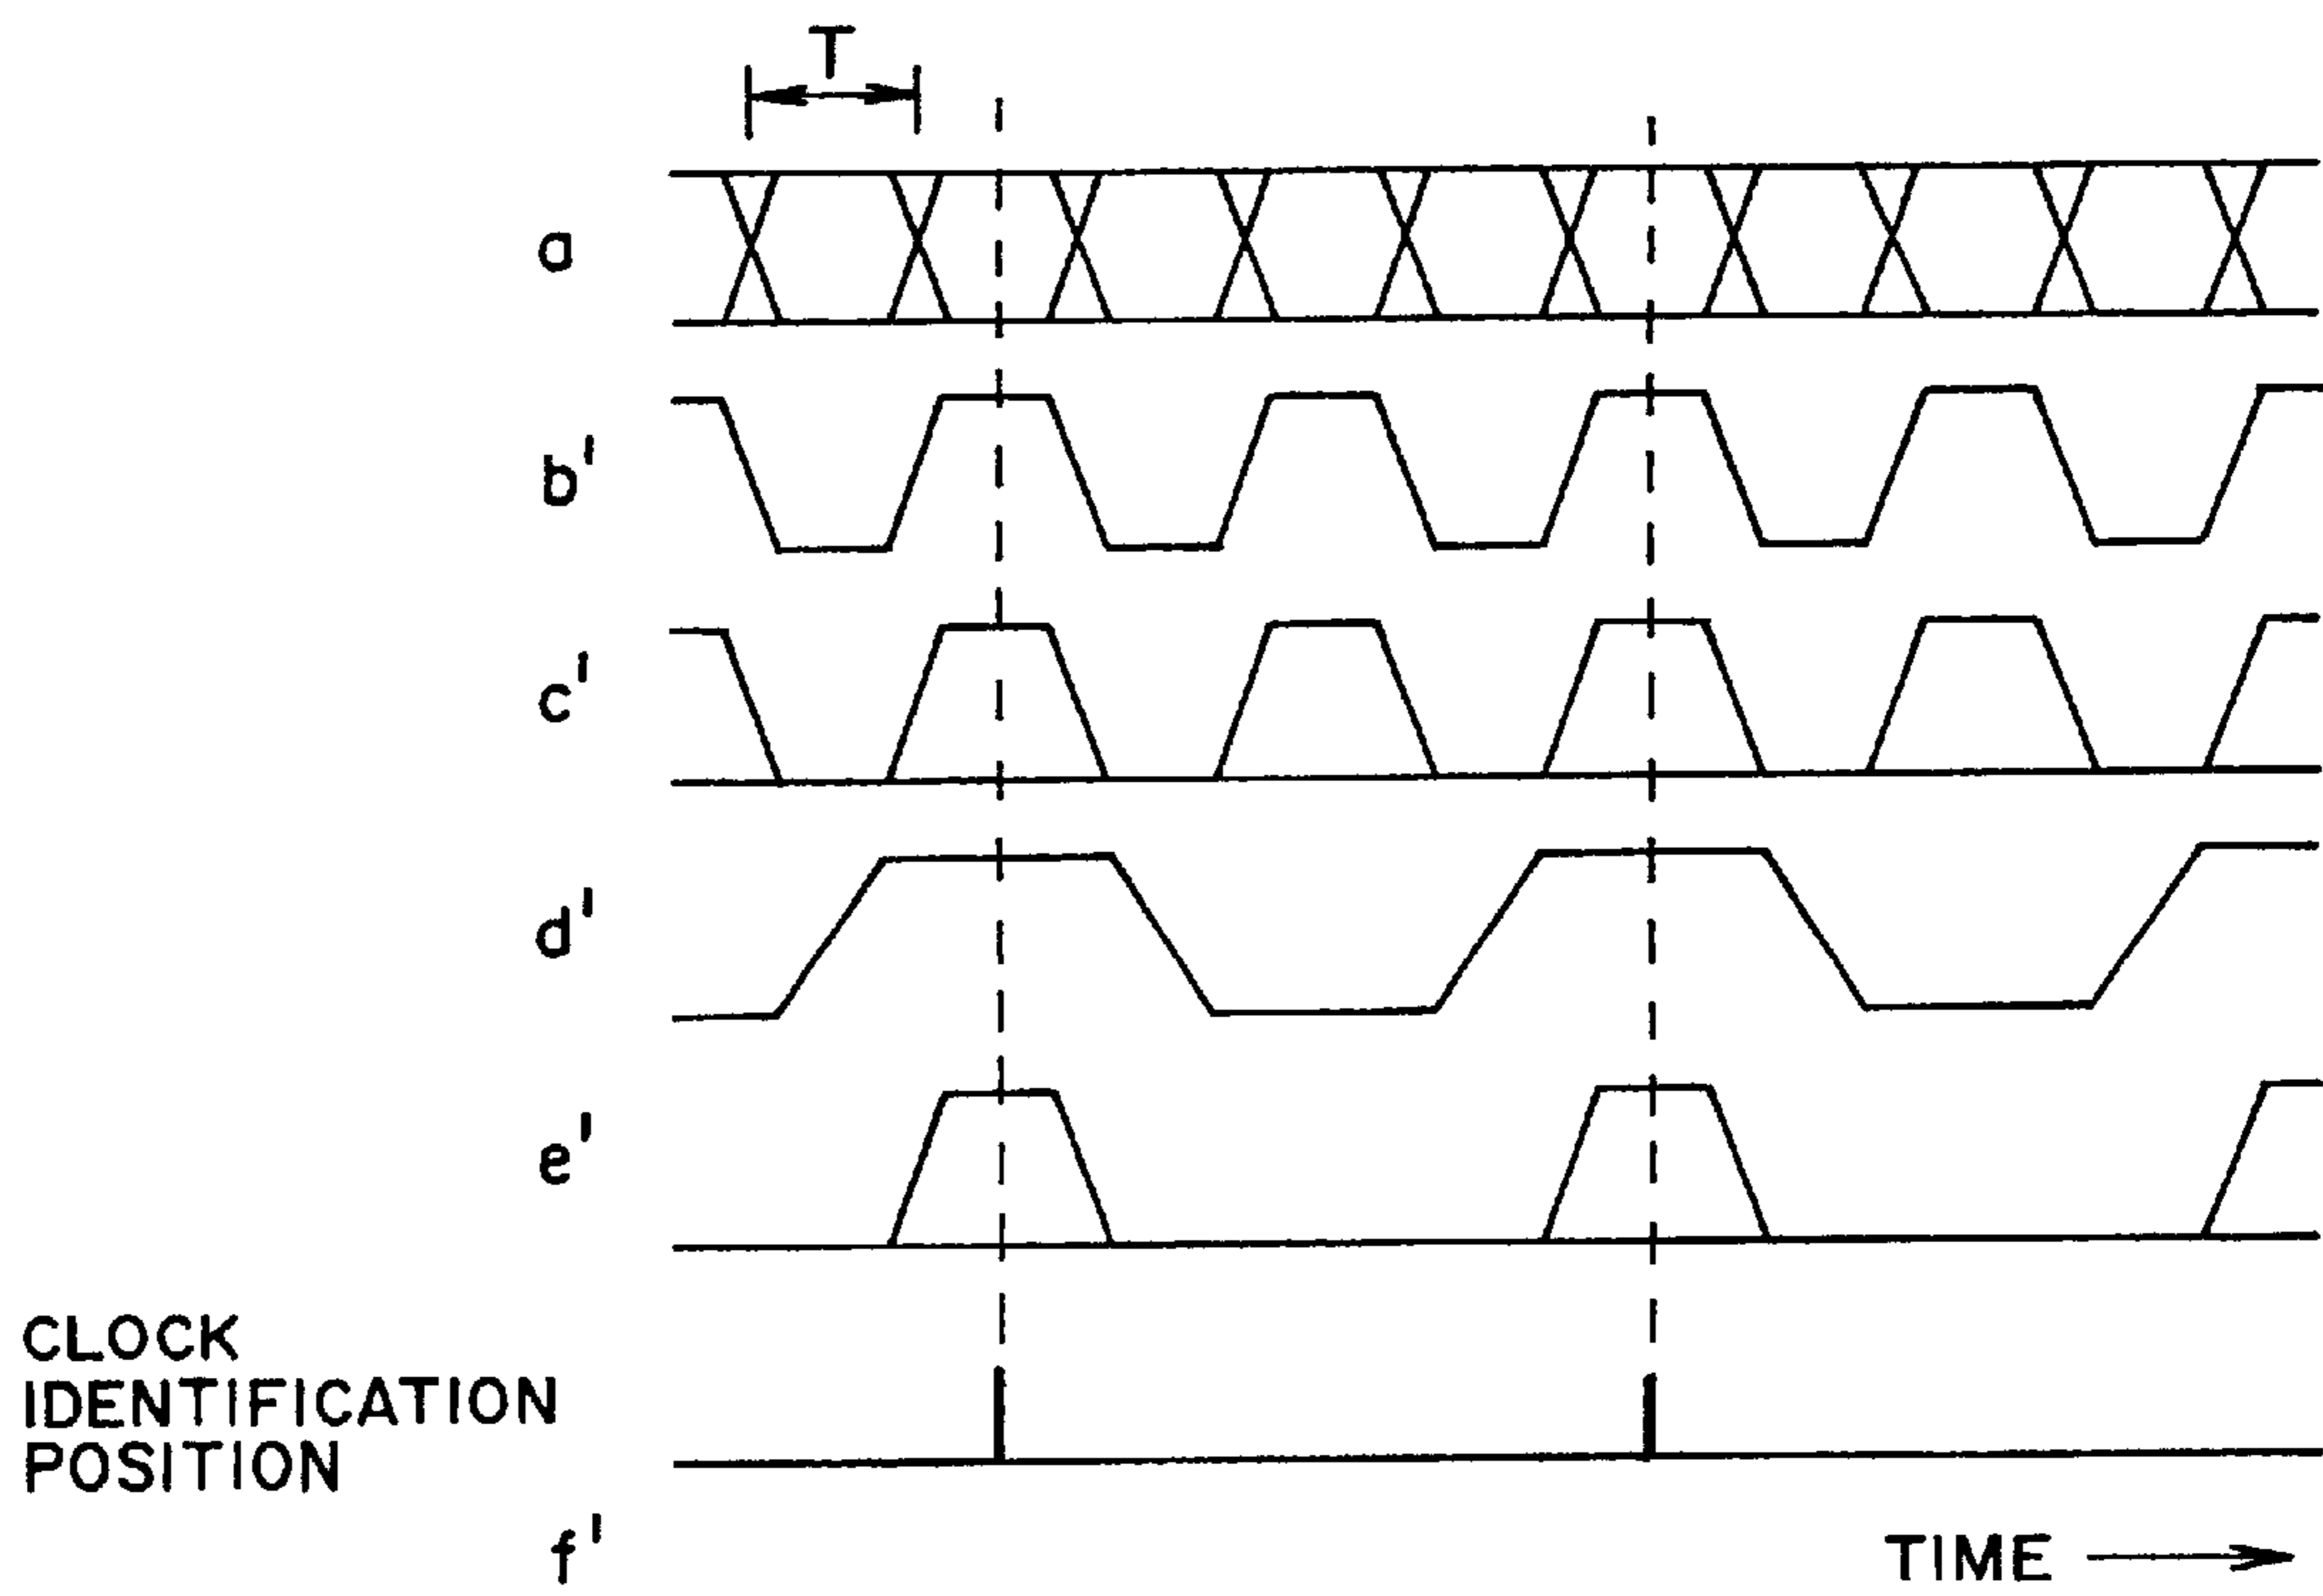 T
a
b'
c'
d'
e'
CLOCK
IDENTIFICATION
POSITION
f'
TIME